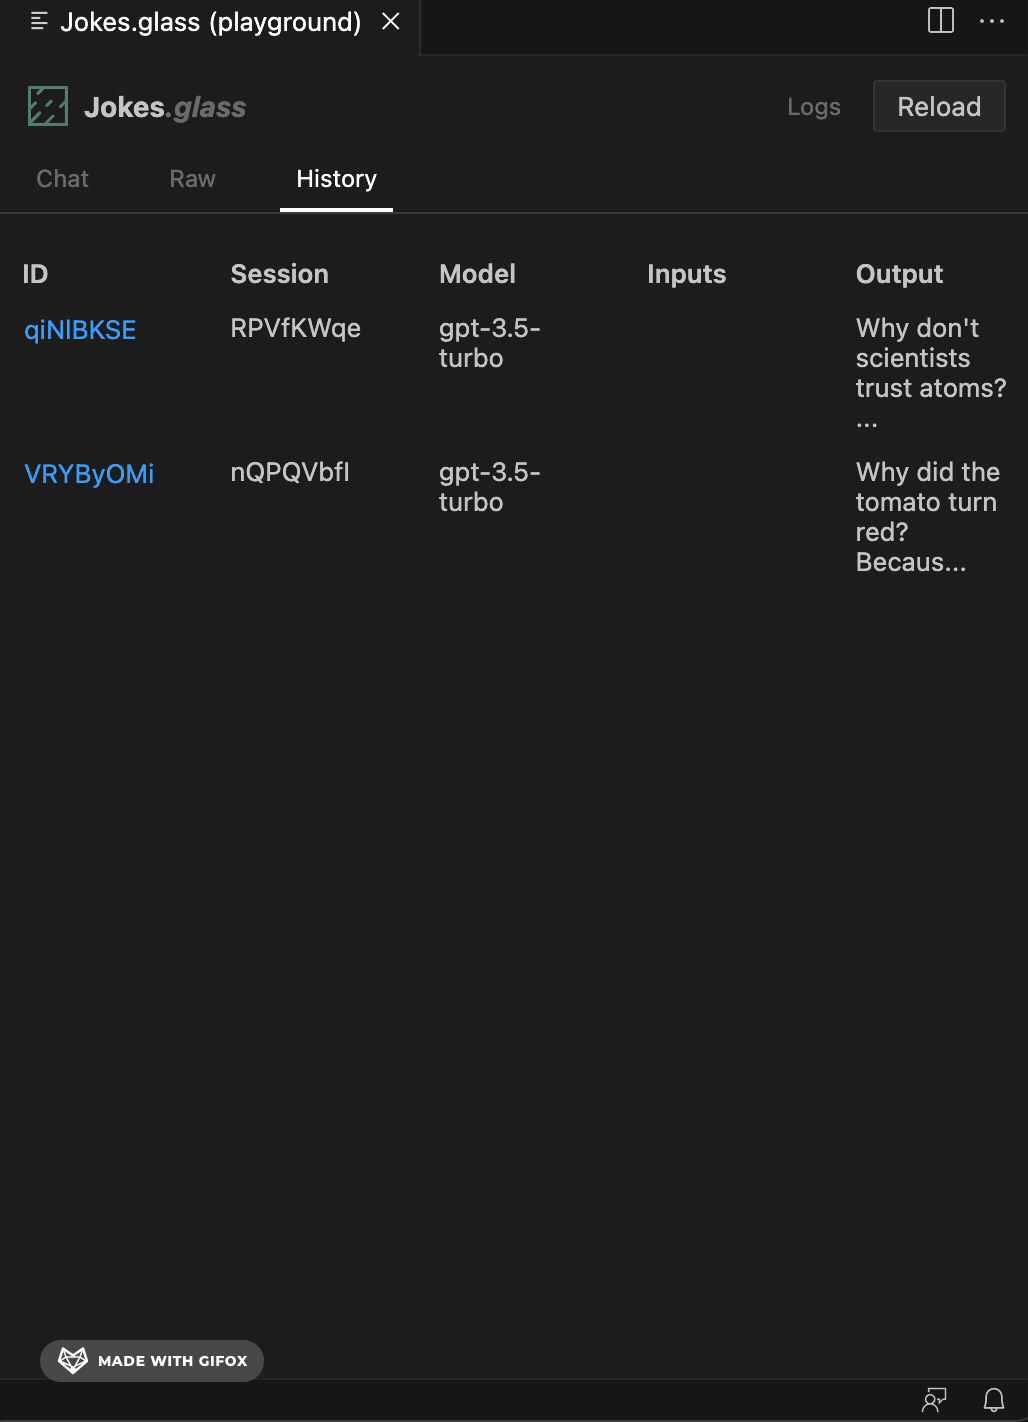 Jokes.glass (playground)
Jokes.glass
Logs
Reload
Chat
Raw
History
ID
Session
Model
Inputs
Output
qiNlBKSE
RPVfKWqe
gpt-3.5-
turbo
Why don't
scientists
trust atoms?
...
VRYByOMi
nQPQVbfI
gpt-3.5-
turbo
Why did the
tomato turn
red?
Becaus...
MADE WITH GIFOX